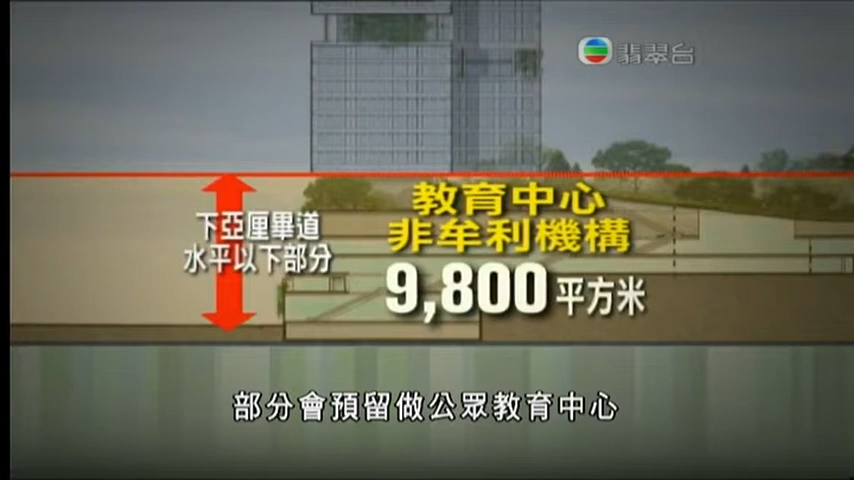 翡翠台
教育中心
非牟利機構
9,800平方米
下亞厘畢道
水平以下部分
部分會預留做公眾教育中心